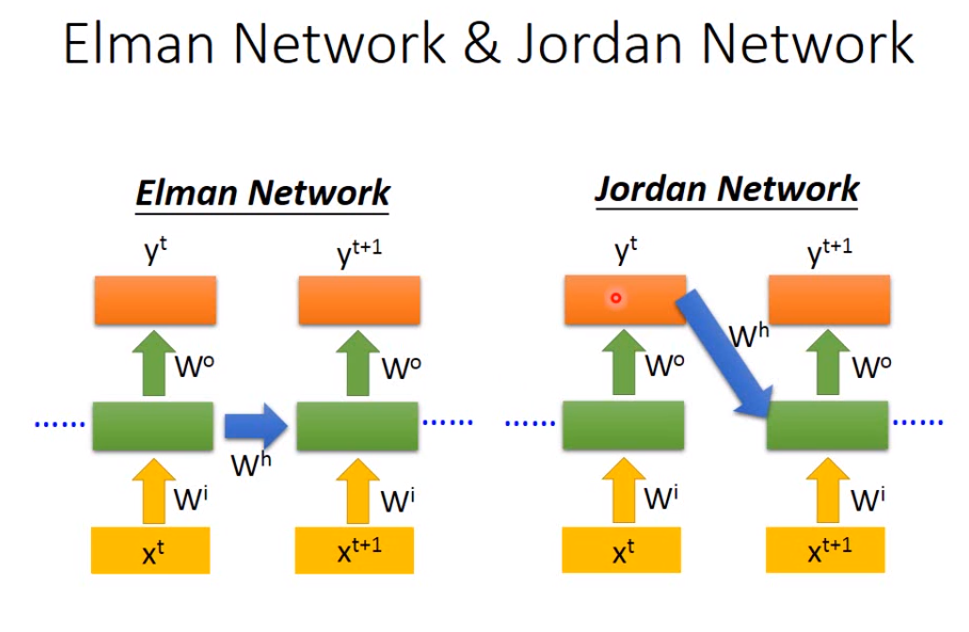 Elman Network & Jordan Network
Elman Network
y^t
y^t+1
W^o
W^o
......
W^h
......
W^i
W^i
x^t
x^t+1
Jordan Network
y^t
y^t+1
W^h
W^o
W^o
......
......
W^i
W^i
x^t
x^t+1